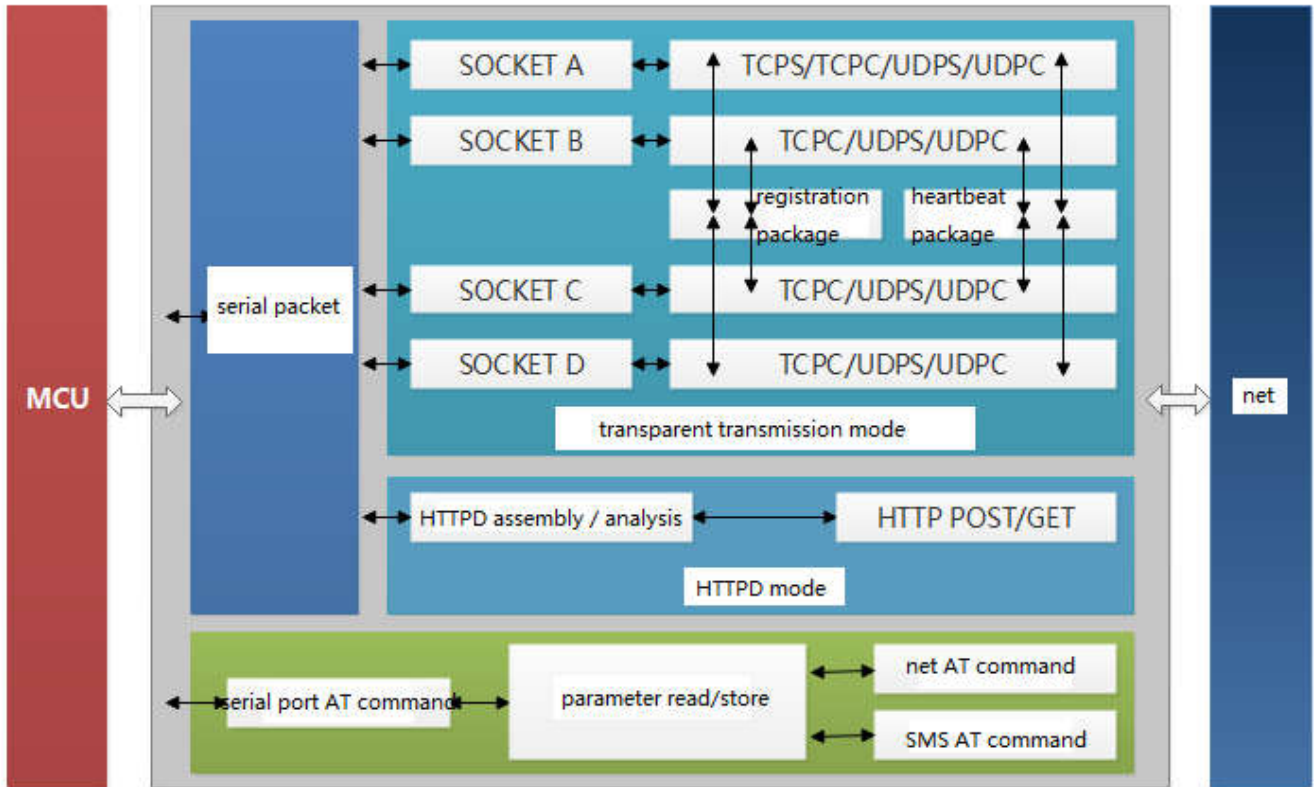 SOCKET A
TCPS/TCPC/UDPS/UDPC
SOCKET B
TCPC/UDPS/UDPC
registration
package
heartbeat
package
serial packet
SOCKET C
TCPC/UDPS/UDPC
SOCKET D
TCPC/UDPS/UDPC
MCU
net
transparent transmission mode
HTTPD assembly / analysis
HTTP POST/GET
HTTPD mode
serial port AT command
parameter read/store
net AT command
SMS AT command